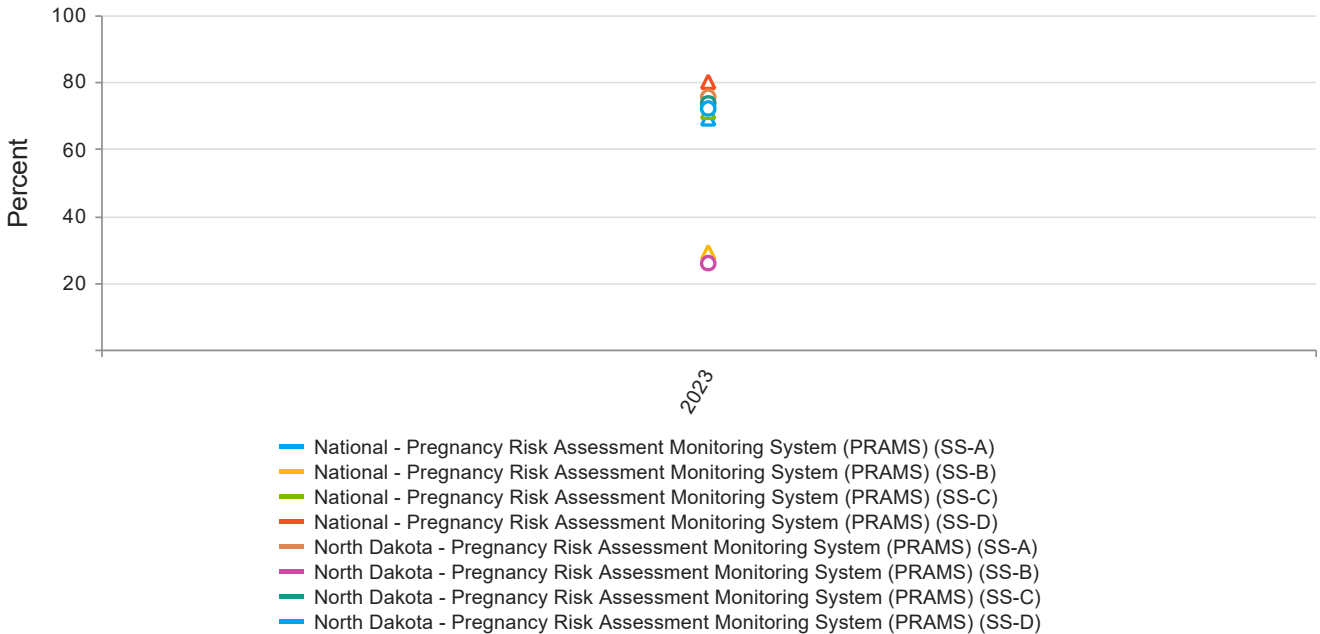 100
80
60
40
20
Percent
2023
National - Pregnancy Risk Assessment Monitoring System (PRAMS) (SS-A)
National - Pregnancy Risk Assessment Monitoring System (PRAMS) (SS-B)
National - Pregnancy Risk Assessment Monitoring System (PRAMS) (SS-C)
National - Pregnancy Risk Assessment Monitoring System (PRAMS) (SS-D)
North Dakota - Pregnancy Risk Assessment Monitoring System (PRAMS) (SS-A)
North Dakota - Pregnancy Risk Assessment Monitoring System (PRAMS) (SS-B)
North Dakota - Pregnancy Risk Assessment Monitoring System (PRAMS) (SS-C)
North Dakota - Pregnancy Risk Assessment Monitoring System (PRAMS) (SS-D)